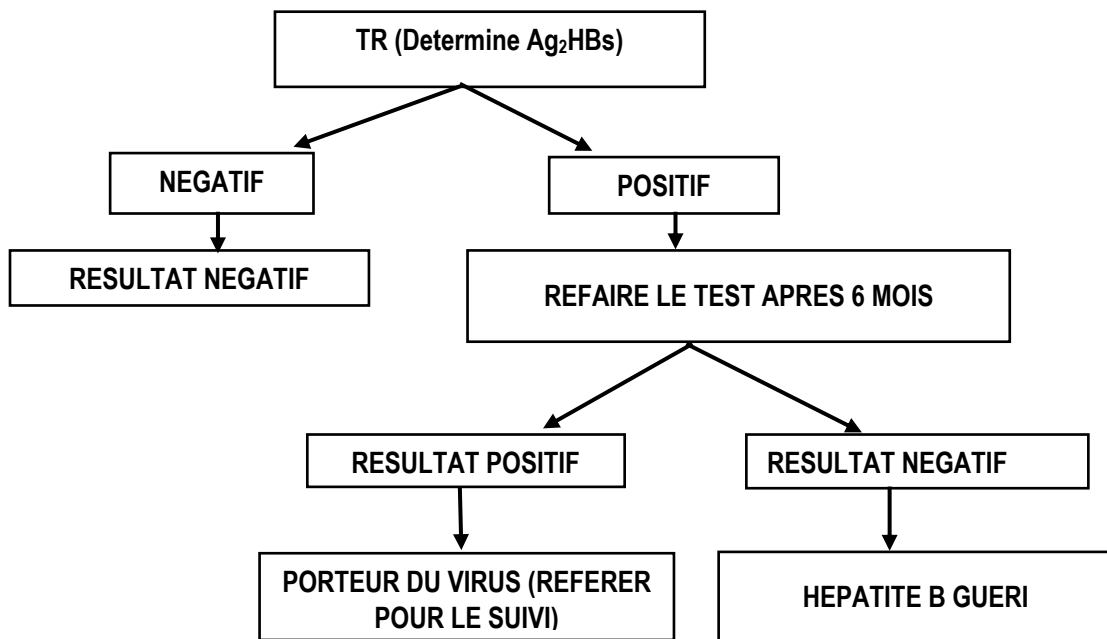 TR (Determine Ag₂HBs)
NEGATIF
POSITIF
RESULTAT NEGATIF
REFAIRE LE TEST APRES 6 MOIS
RESULTAT POSITIF
RESULTAT NEGATIF
PORTEUR DU VIRUS (REFERER
POUR LE SUIVI)
HEPATITE B GUERI